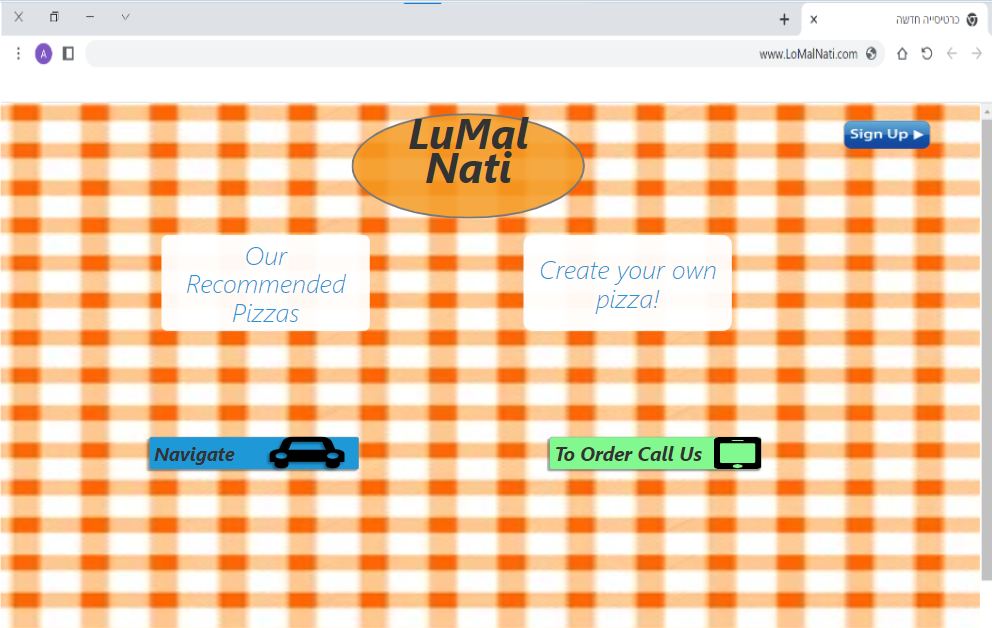 כרטיסייה חדשה
A
www.LoMalNati.com
LuMal
Nati
Sign Up
Our
Recommended
Pizzas
Create your own
pizza!
Navigate
To Order Call Us